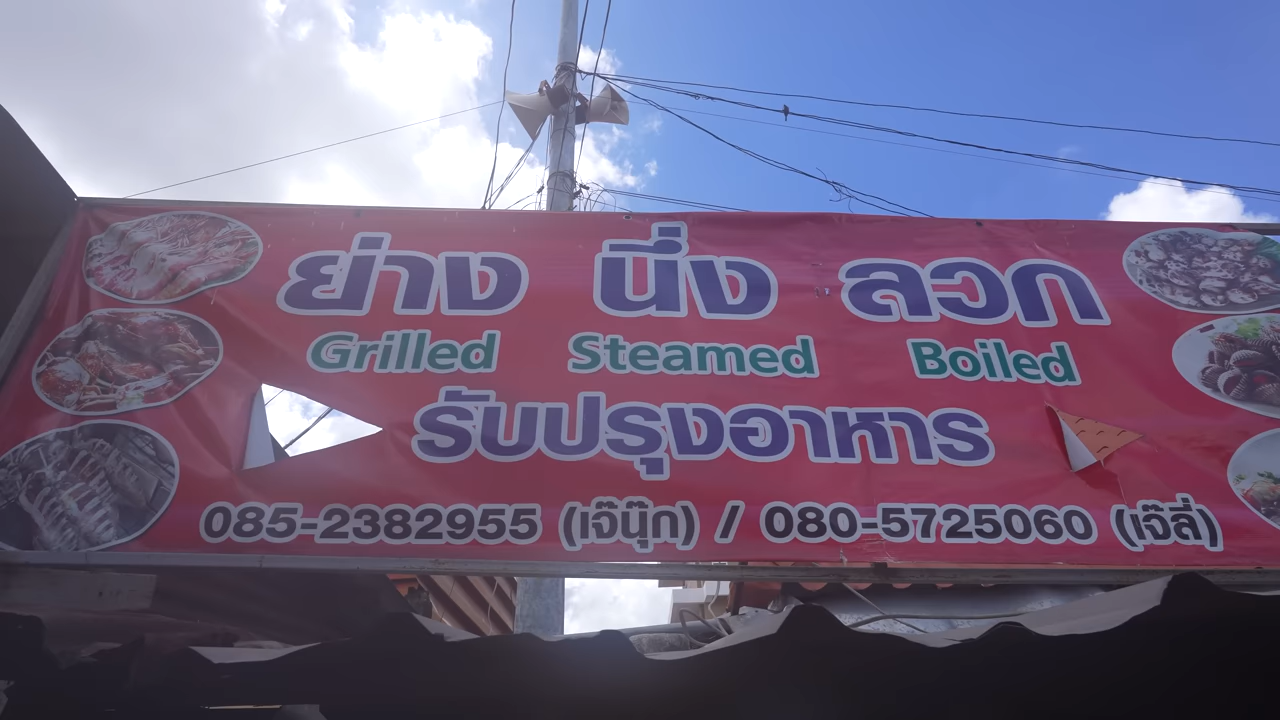 ย่าง นึ่ง ลวก
Grilled Steamed Boiled
รับปรุงอาหาร
085-2382955 (เจ๊นุ๊ก) / 080-5725060 (เจ๊ลี่)